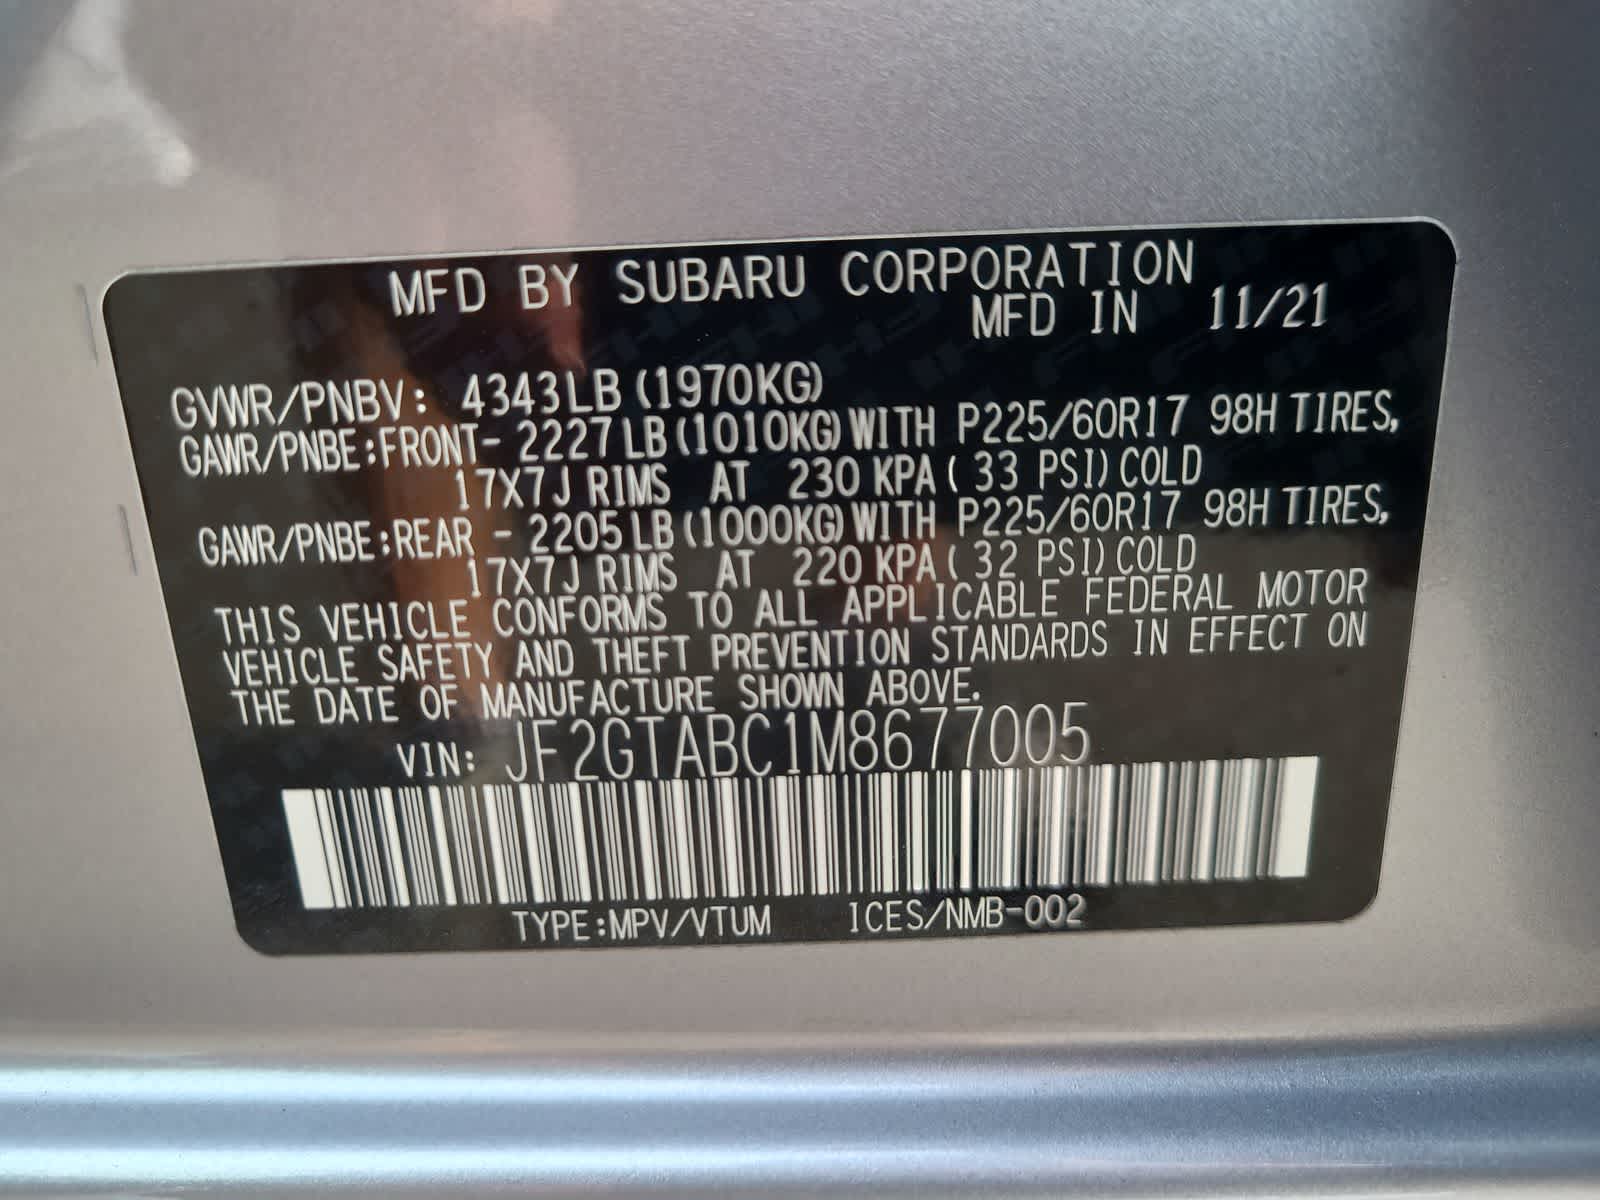 MFD BY SUBARU CORPORATION
MFD IN 11/21
GVWR/PNBV: 4343LB (1970KG)
GAWR/PNBE:FRONT- 2227LB(1010KG)WITH P225/60R17 98H TIRES,
17X7J RIMS AT 230 KPA( 33 PSI)COLD
GAWR/PNBE:REAR - 2205LB(1000KG)WITH P225/60R17 98H TIRES,
17X7J RIMS AT 220 KPA( 32 PSI)COLD
THIS VEHICLE CONFORMS TO ALL APPLICABLE FEDERAL MOTOR
VEHICLE SAFETY AND THEFT PREVENTION STANDARDS IN EFFECT ON
THE DATE OF MANUFACTURE SHOWN ABOVE.
VIN: JF2GTABC1M8677005
TYPE:MPV/VTUM ICES/NMB-002